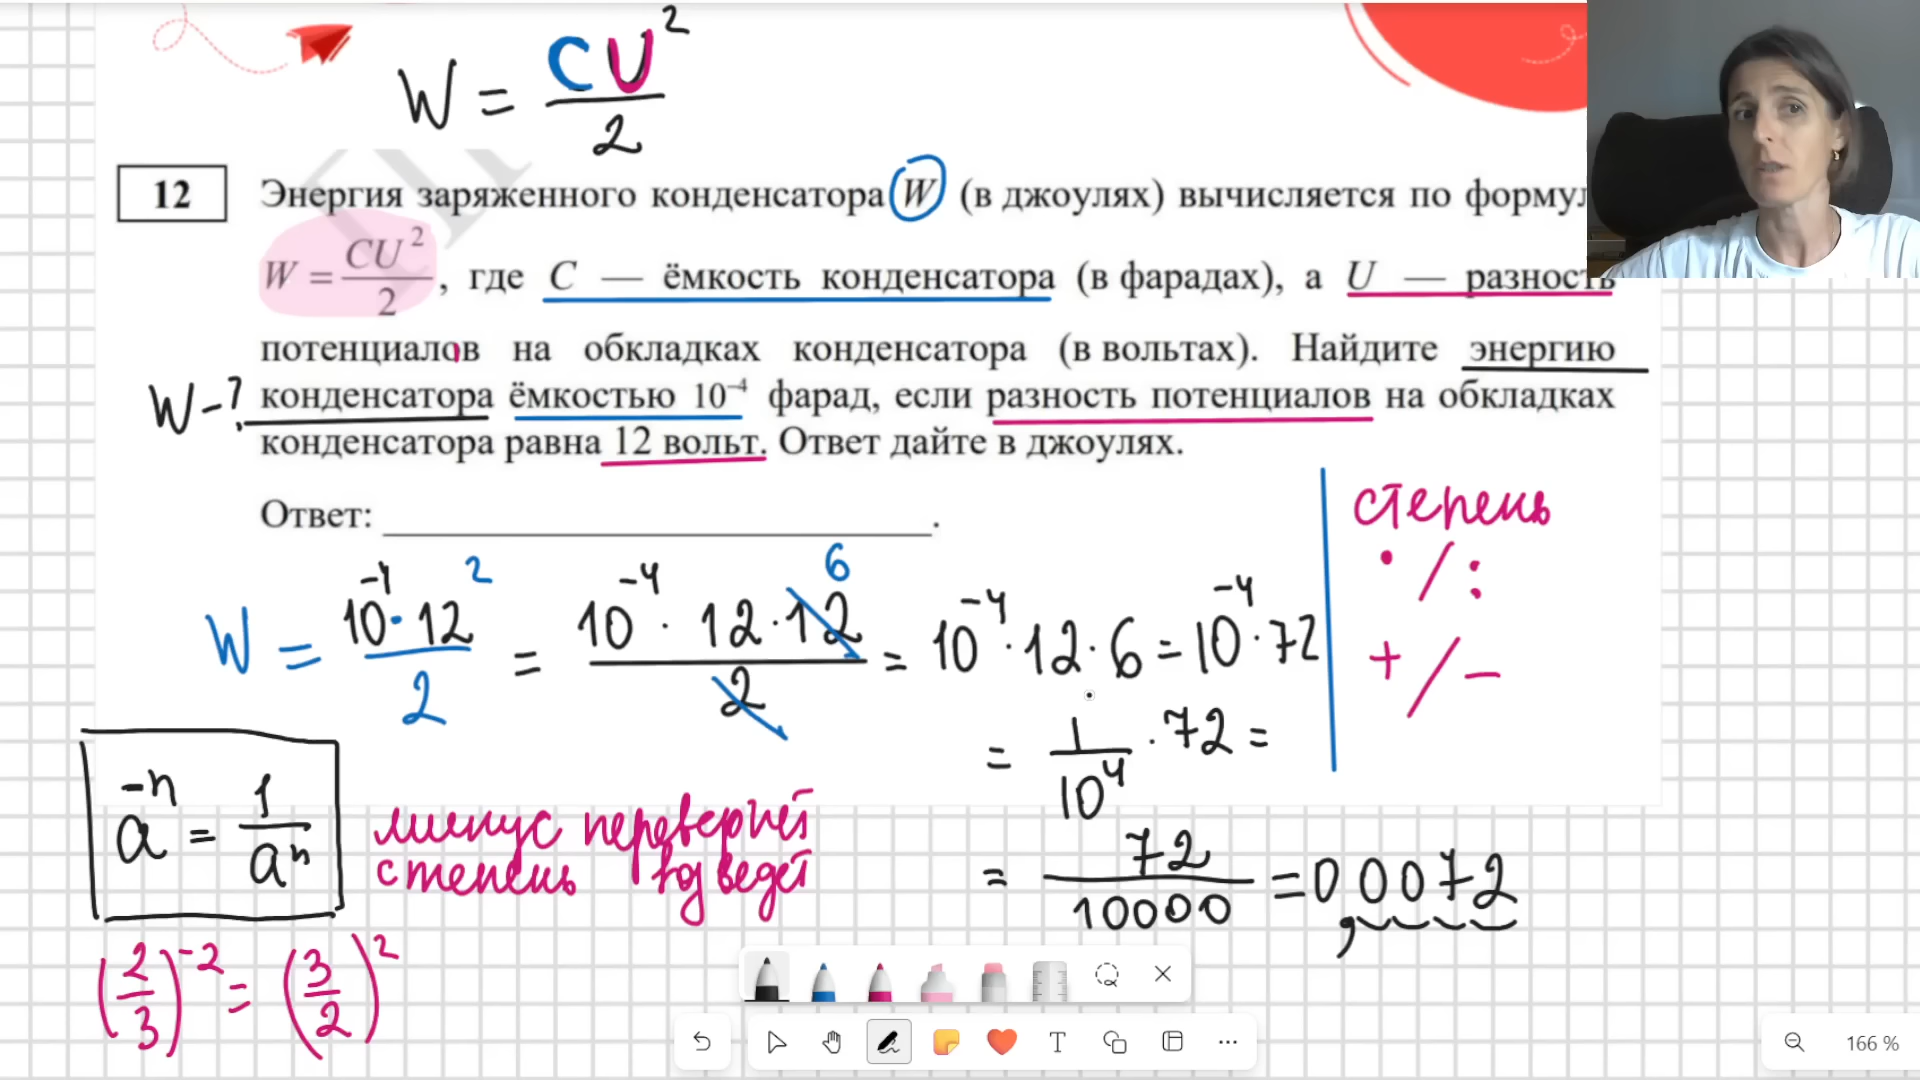 W = CU²/2
12 Энергия заряженного конденсатора W (в джоулях) вычисляется по формул
W = CU²/2, где C — ёмкость конденсатора (в фарадах), а U — разность
потенциалов на обкладках конденсатора (в вольтах). Найдите энергию
W-? конденсатора ёмкостью 10⁻⁴ фарад, если разность потенциалов на обкладках
конденсатора равна 12 вольт. Ответ дайте в джоулях.
Ответ: ______.
степень
· / :
+ / −
W = 10⁻⁴·12²/2 = 10⁻⁴·12·12/2 = 10⁻⁴·12·6 = 10⁻⁴·72
6
= 1/10⁴ · 72 =
= 72/10000 = 0,0072
a⁻ⁿ = 1/aⁿ
минус перевернёт
степень возведёт
(2/3)⁻² = (3/2)²
T
166 %